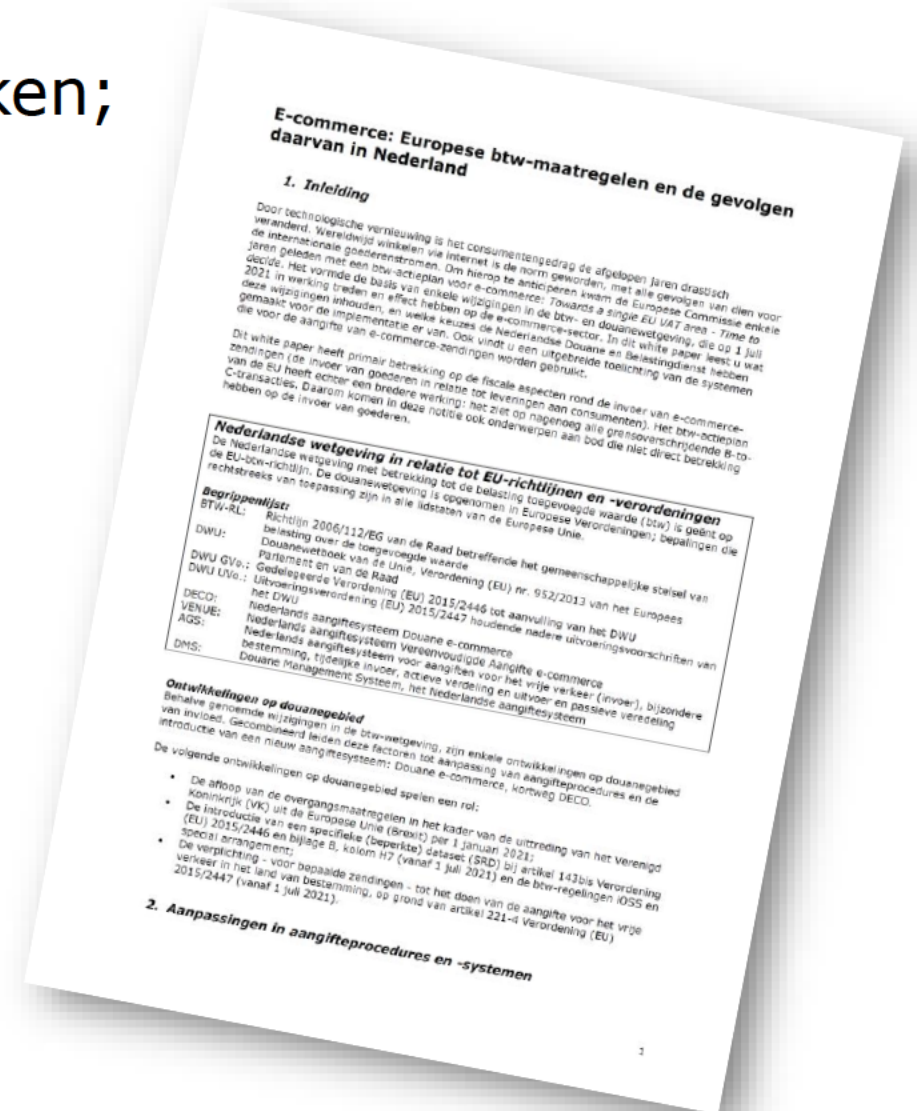 ken;
E-commerce: Europese btw-maatregelen en de gevolgen
daarvan in Nederland
1. Inleiding
Door technologische vernieuwing is het consumentengedrag de afgelopen jaren drastisch
veranderd. Wereldwijd winkelen via internet is de norm geworden, met alle gevolgen van dien voor
de internationale goederenstromen. Om hierop te anticiperen kwam de Europese Commissie enkele
jaren geleden met een btw-actieplan voor e-commerce: Towards a single EU VAT area - Time to
decide. Het vormde de basis van enkele wijzigingen in de btw- en douanewetgeving, die op 1 juli
2021 in werking treden en effect hebben op de e-commerce-sector. In dit white paper leest u wat
deze wijzigingen inhouden, en welke keuzes de Nederlandse Douane en Belastingdienst hebben
gemaakt voor de implementatie er van. Ook vindt u een uitgebreide toelichting van de systemen
die voor de aangifte van e-commerce-zendingen worden gebruikt.
Dit white paper heeft primair betrekking op de fiscale aspecten rond de invoer van e-commerce-
zendingen (de invoer van goederen in relatie tot leveringen aan consumenten). Het btw-actieplan
van de EU heeft echter een bredere werking: het ziet op nagenoeg alle grensoverschrijdende B-to-
C-transacties. Daarom komen in deze notitie ook onderwerpen aan bod die niet direct betrekking
hebben op de invoer van goederen.
Nederlandse wetgeving in relatie tot EU-richtlijnen en -verordeningen
De Nederlandse wetgeving met betrekking tot de belasting toegevoegde waarde (btw) is geënt op
de EU-btw-richtlijn. De douanewetgeving is opgenomen in Europese Verordeningen; bepalingen die
rechtstreeks van toepassing zijn in alle lidstaten van de Europese Unie.
Begrippenlijst:
BTW-RL: Richtlijn 2006/112/EG van de Raad betreffende het gemeenschappelijke stelsel van
belasting over de toegevoegde waarde
DWU: Douanewetboek van de Unie, Verordening (EU) nr. 952/2013 van het Europees
Parlement en van de Raad
DWU GVo.: Gedelegeerde Verordening (EU) 2015/2446 tot aanvulling van het DWU
DWU UVo.: Uitvoeringsverordening (EU) 2015/2447 houdende nadere uitvoeringsvoorschriften van
het DWU
DECO: Nederlands aangiftesysteem Douane e-commerce
VENUE: Nederlands aangiftesysteem Vereenvoudigde Aangifte e-commerce
AGS: Nederlands aangiftesysteem voor aangiften voor het vrije verkeer (invoer), bijzondere
bestemming, tijdelijke invoer, actieve verdeling en uitvoer en passieve veredeling
DMS: Douane Management Systeem, het Nederlandse aangiftesysteem
Ontwikkelingen op douanegebied
Behalve genoemde wijzigingen in de btw-wetgeving, zijn enkele ontwikkelingen op douanegebied
van invloed. Gecombineerd leiden deze factoren tot aanpassing van aangifteprocedures en de
introductie van een nieuw aangiftesysteem: Douane e-commerce, kortweg DECO.
De volgende ontwikkelingen op douanegebied spelen een rol:
• De afloop van de overgangsmaatregelen in het kader van de uittreding van het Verenigd
Koninkrijk (VK) uit de Europese Unie (Brexit) per 1 januari 2021;
• De introductie van een specifieke (beperkte) dataset (SRD) bij artikel 143bis Verordening
(EU) 2015/2446 en bijlage B, kolom H7 (vanaf 1 juli 2021) en de btw-regelingen iOSS en
special arrangement;
• De verplichting - voor bepaalde zendingen - tot het doen van de aangifte voor het vrije
verkeer in het land van bestemming, op grond van artikel 221-4 Verordening (EU)
2015/2447 (vanaf 1 juli 2021).
2. Aanpassingen in aangifteprocedures en -systemen
1